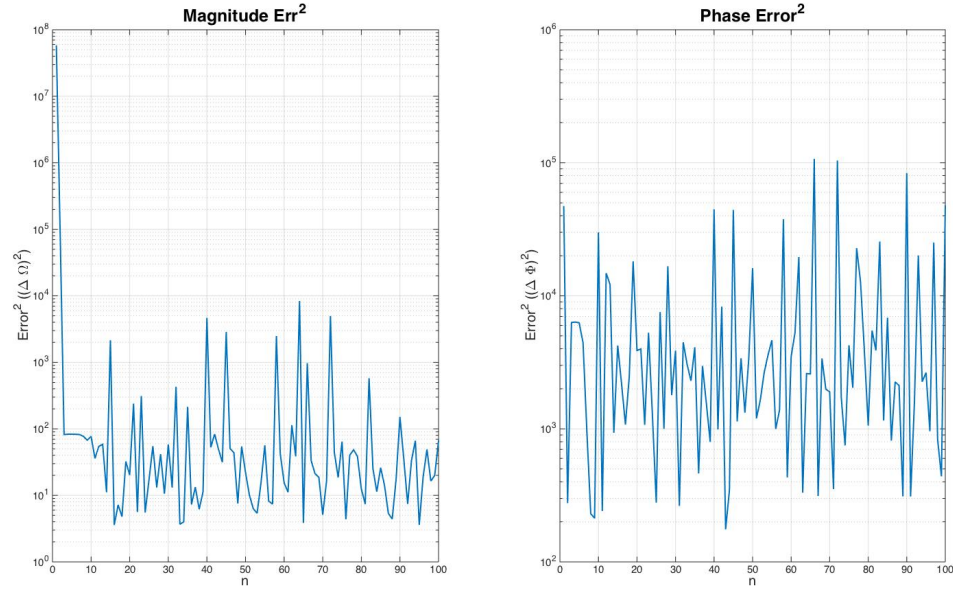 Magnitude Err²
10⁸
10⁷
10⁶
10⁵
10⁴
10³
10²
10¹
10⁰
Error² ((Δ Ω)²)
0 10 20 30 40 50 60 70 80 90 100
n
Phase Error²
10⁶
10⁵
10⁴
10³
10²
Error² ((Δ Φ)²)
0 10 20 30 40 50 60 70 80 90 100
n